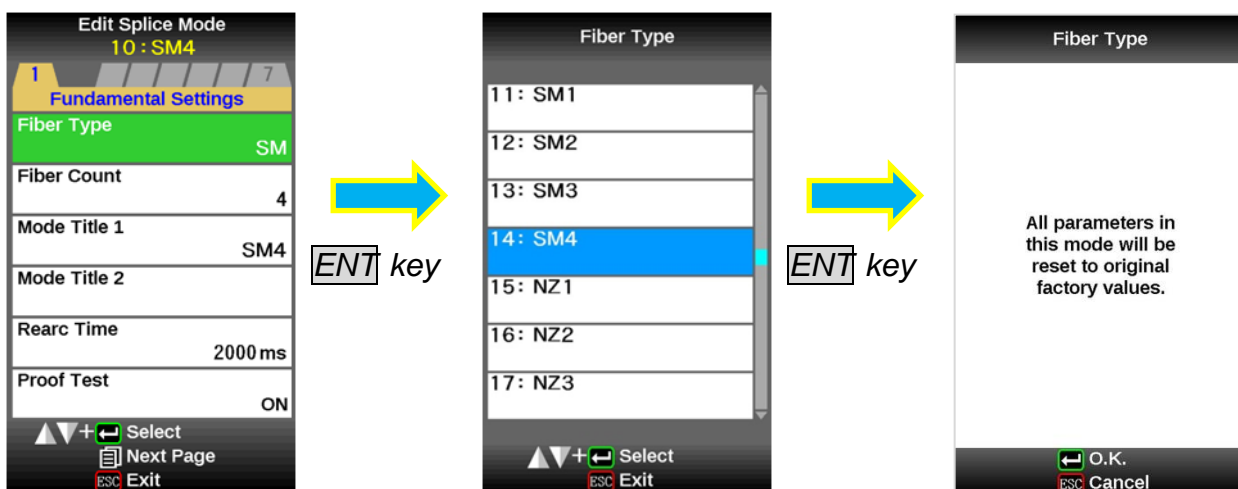 Edit Splice Mode
10 : SM4
1
7
Fundamental Settings
Fiber Type
SM
Fiber Count
4
Mode Title 1
SM4
Mode Title 2
Rearc Time
2000 ms
Proof Test
ON
+ Select
Next Page
ESC Exit
ENT key
Fiber Type
11: SM1
12: SM2
13: SM3
14: SM4
15: NZ1
16: NZ2
17: NZ3
+ Select
ESC Exit
ENT key
Fiber Type
All parameters in
this mode will be
reset to original
factory values.
O.K.
ESC Cancel